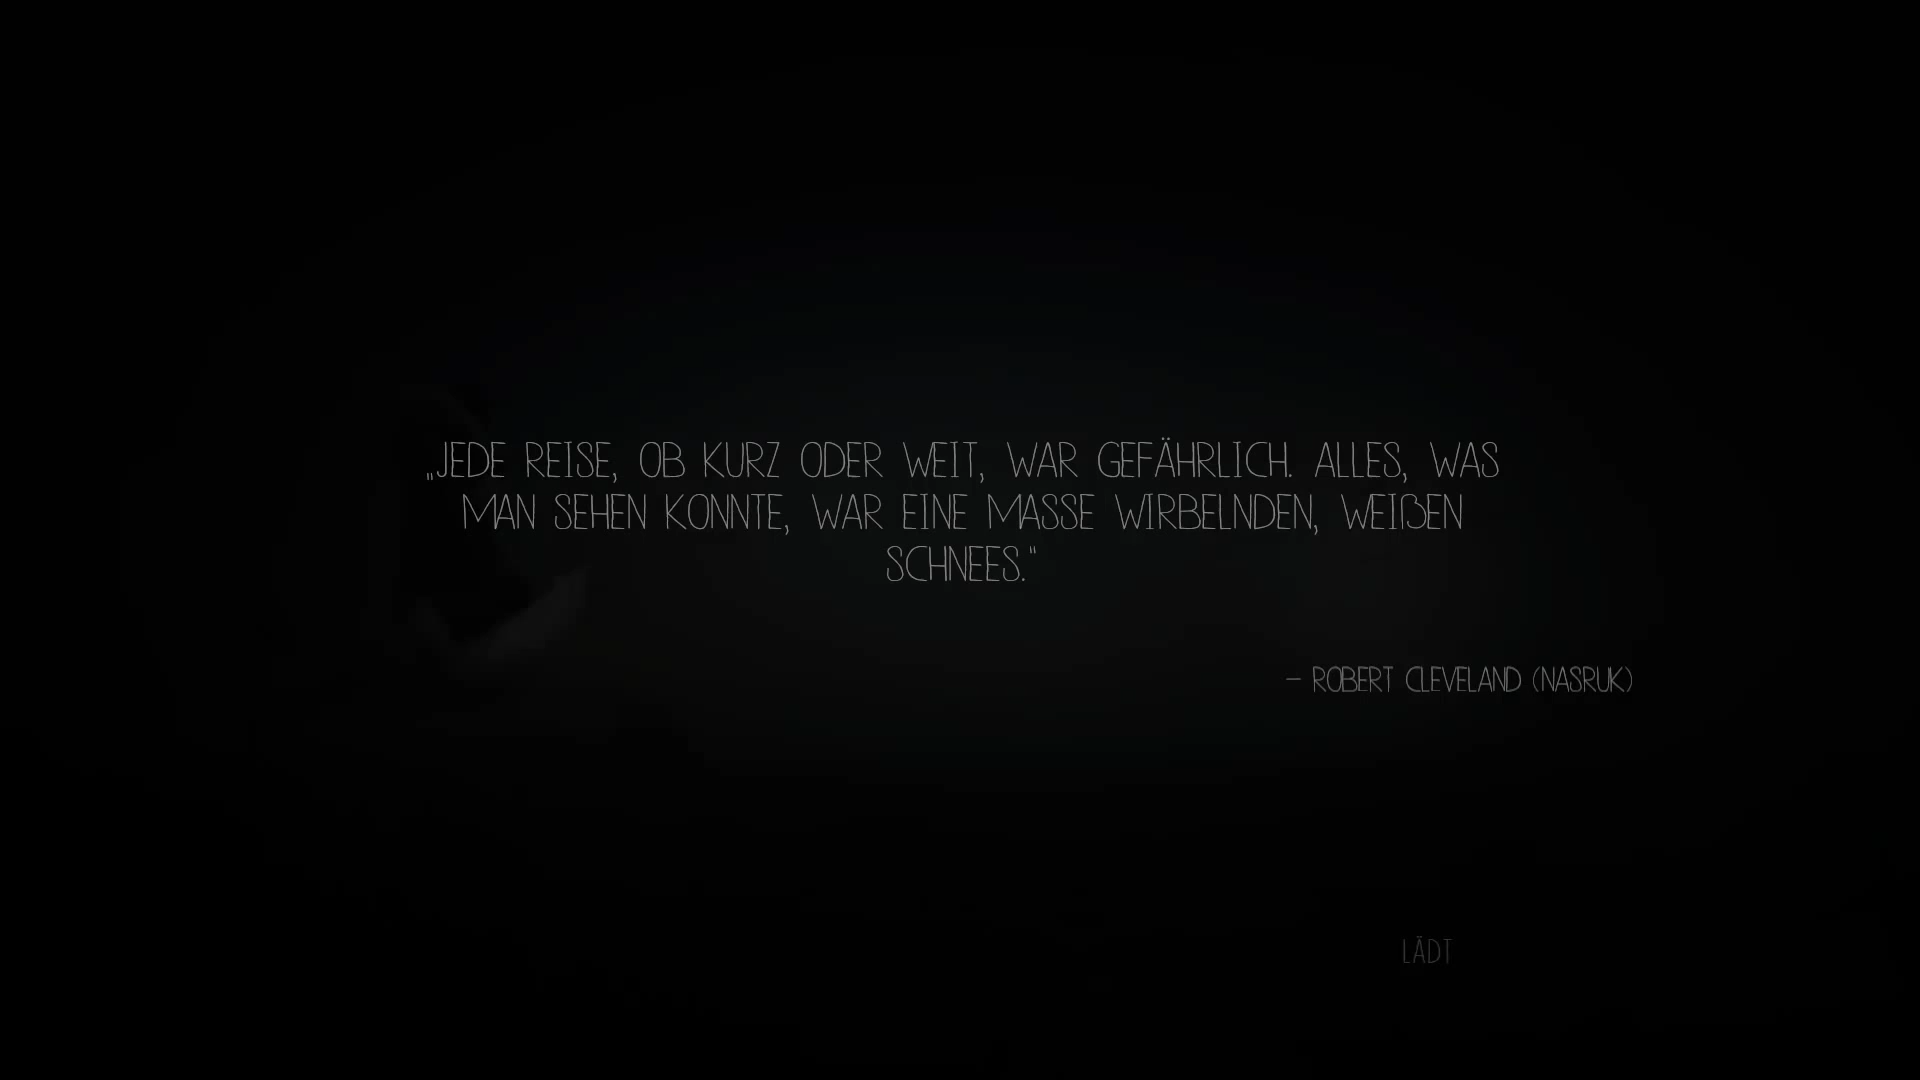 „JEDE REISE, OB KURZ ODER WEIT, WAR GEFÄHRLICH. ALLES, WAS
MAN SEHEN KONNTE, WAR EINE MASSE WIRBELNDEN, WEIßEN
SCHNEES."
– ROBERT CLEVELAND (NASRUK)
LÄDT